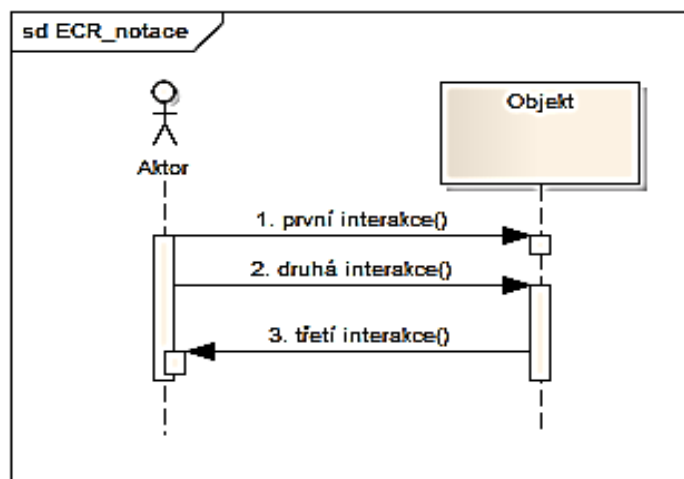 sd ECR_notace
Objekt
Aktor
1. první interakce()
2. druhá interakce()
3. třetí interakce()